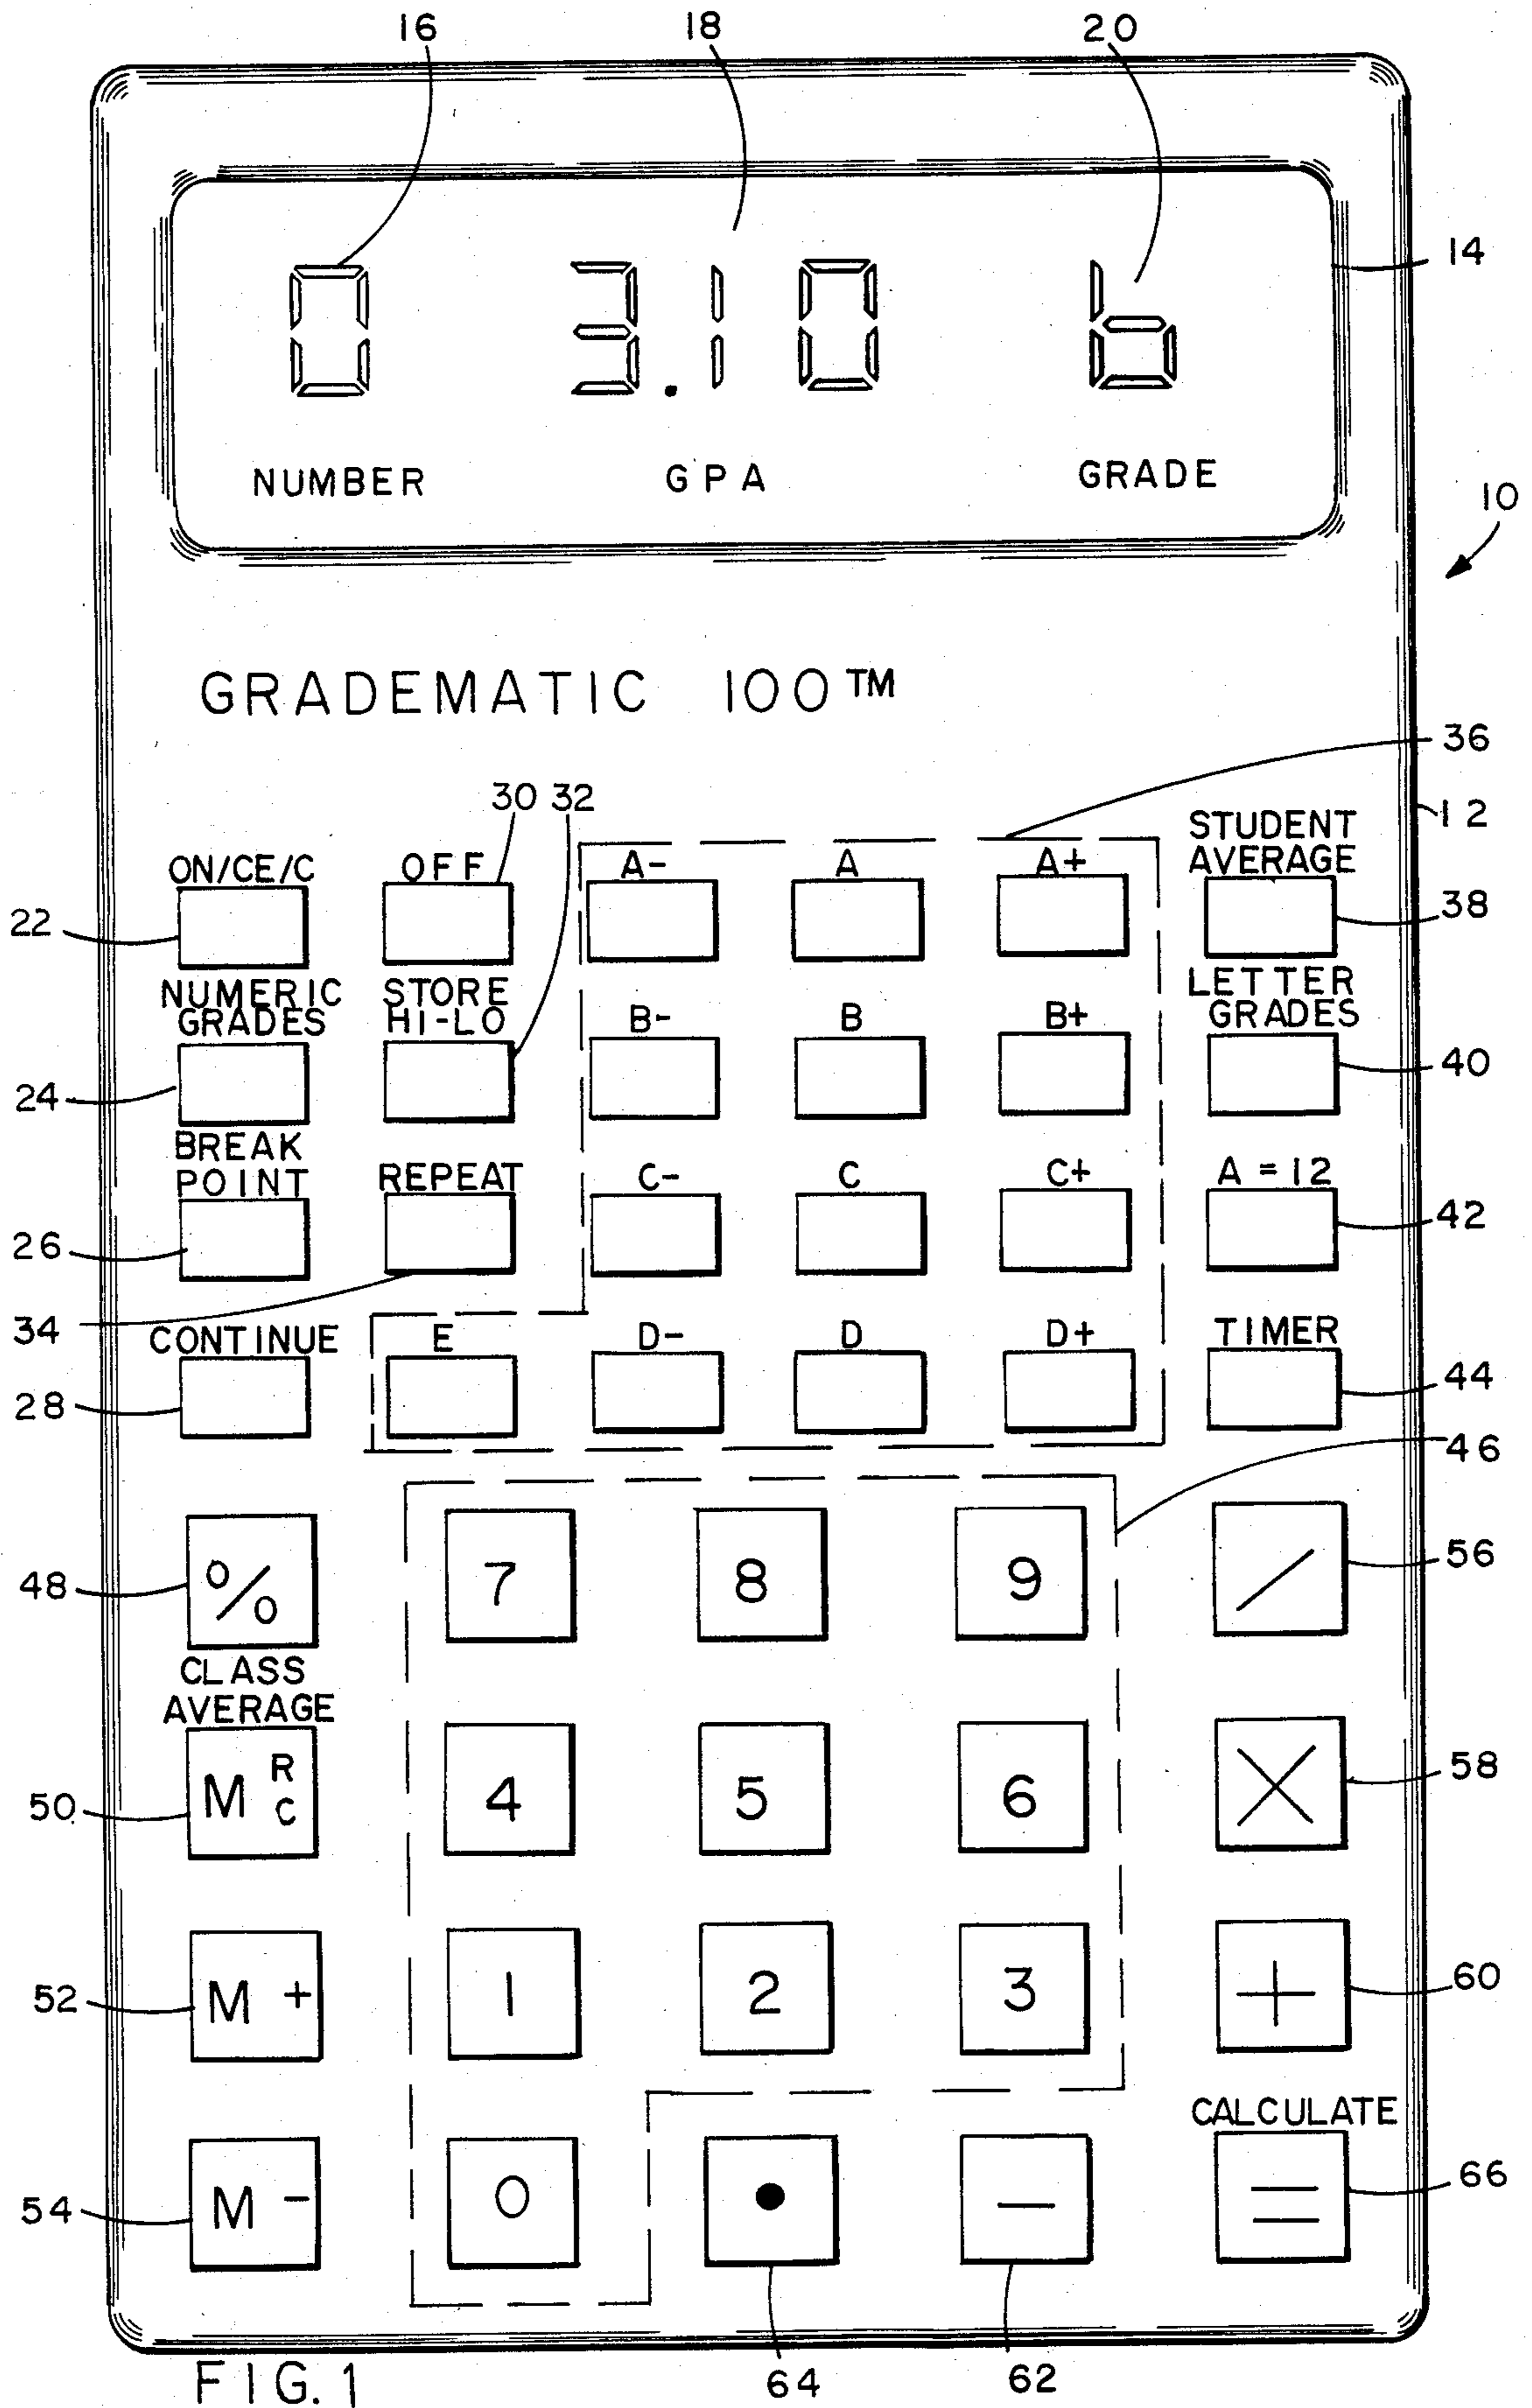 16 18 20
0 3.10 b
14
NUMBER GPA GRADE
10
GRADEMATIC 100™
36
30 32
12
STUDENT
ON/CE/C OFF A- A A+ AVERAGE
22 38
NUMERIC STORE LETTER
GRADES HI-LO B- B B+ GRADES
24 40
BREAK
POINT REPEAT C- C C+ A = 12
26 42
34
CONTINUE E D- D D+ TIMER
28 44
46
48 % 7 8 9 / 56
CLASS
AVERAGE
50 M R C 4 5 6 X 58
52 M + 1 2 3 + 60
CALCULATE
54 M - 0 • - = 66
64 62
FIG. 1